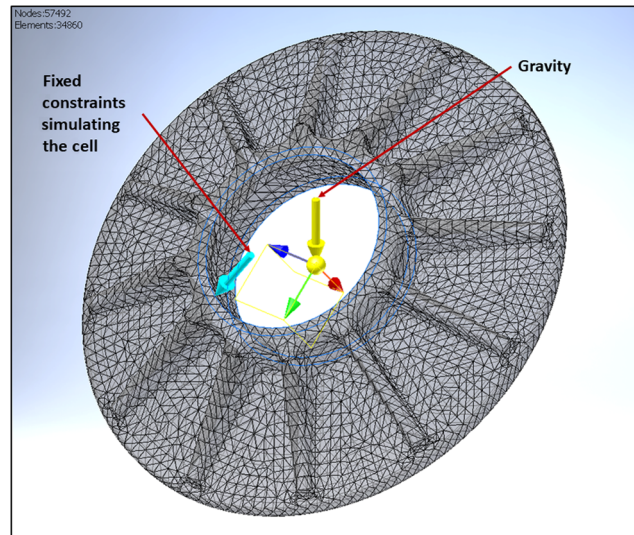 Nodes:57492
Elements:34860
Fixed
constraints
simulating
the cell
Gravity